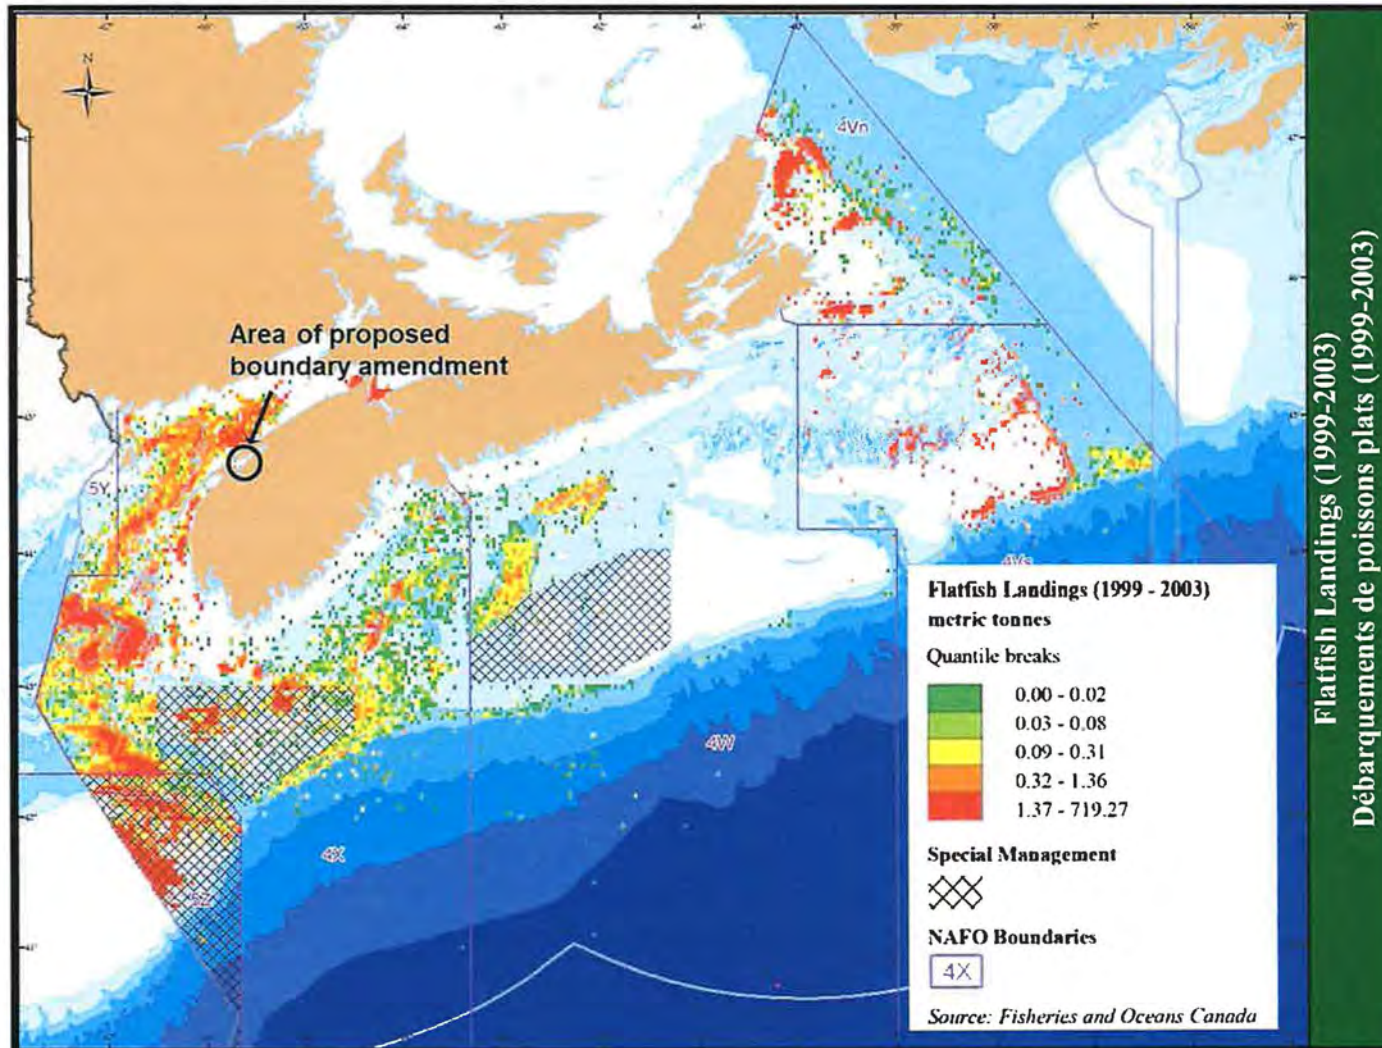 N
4Vn
Area of proposed
boundary amendment
5Y
4Vs
4W
4X
5Z
Flatfish Landings (1999 - 2003)
metric tonnes
Quantile breaks
0.00 - 0.02
0.03 - 0.08
0.09 - 0.31
0.32 - 1.36
1.37 - 719.27
Special Management
NAFO Boundaries
4X
Source: Fisheries and Oceans Canada
Flatfish Landings (1999-2003)
Débarquements de poissons plats (1999-2003)